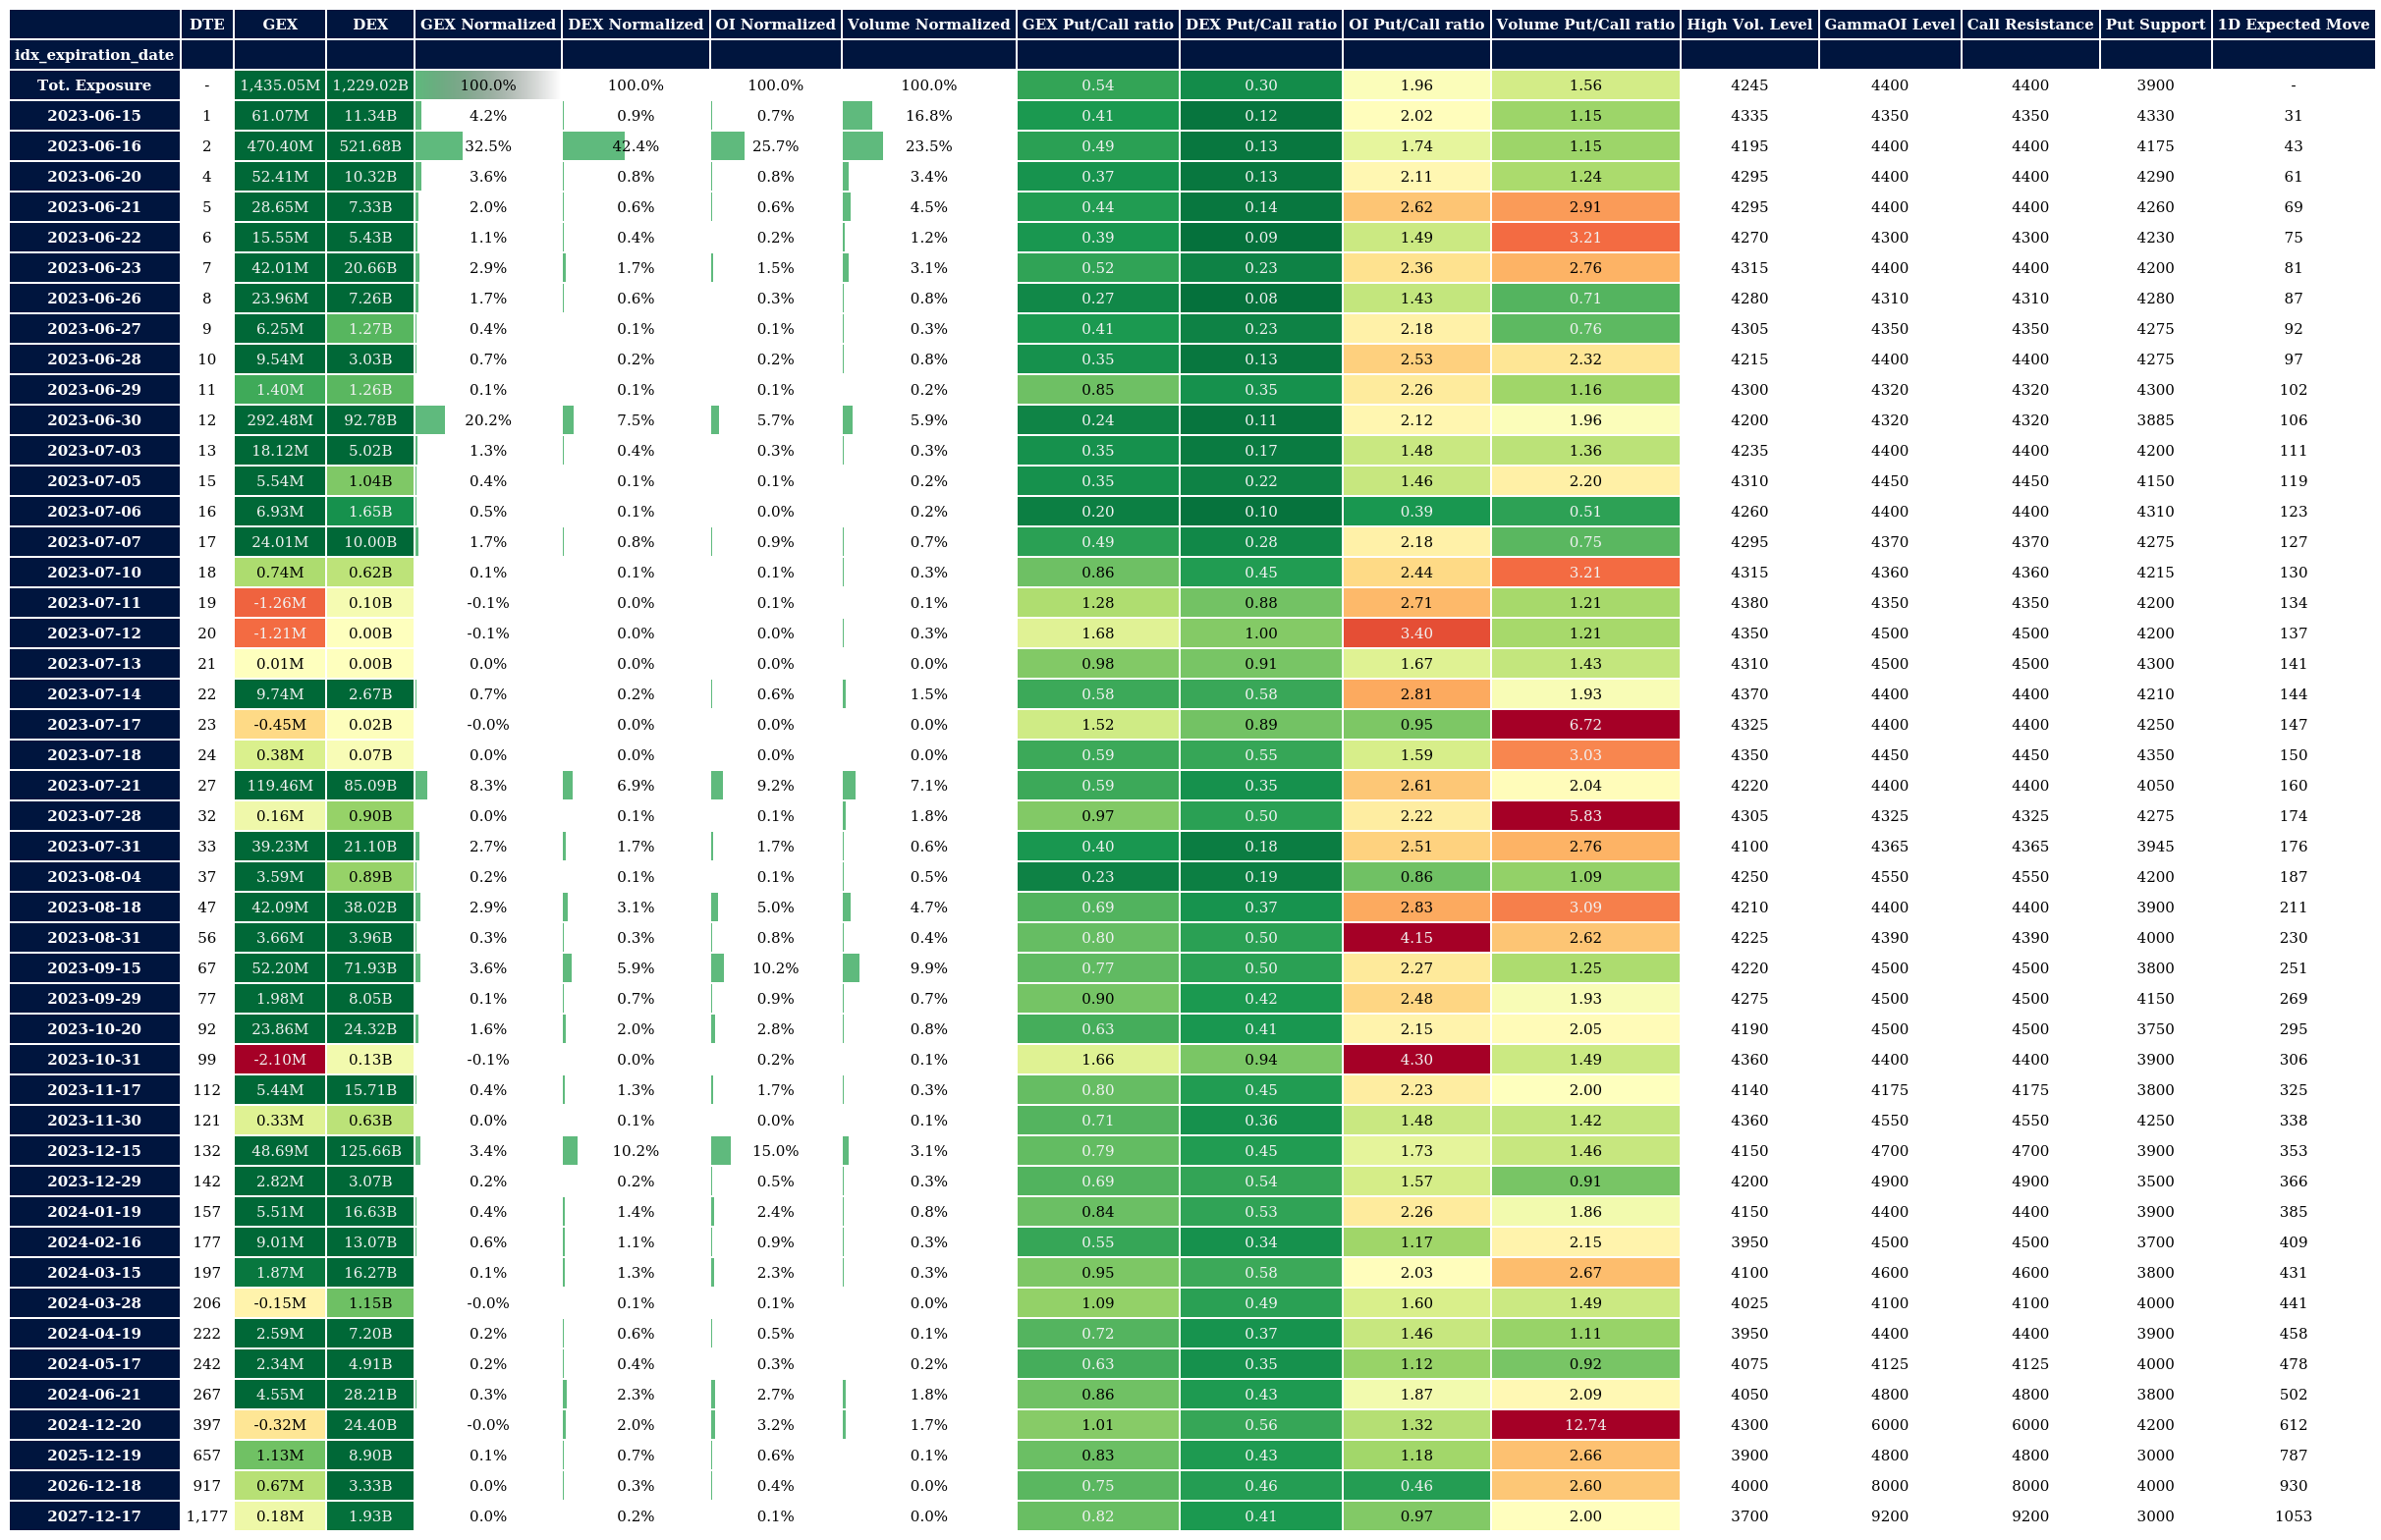 DTE GEX DEX GEX Normalized DEX Normalized OI Normalized Volume Normalized GEX Put/Call ratio DEX Put/Call ratio OI Put/Call ratio Volume Put/Call ratio High Vol. Level GammaOI Level Call Resistance Put Support 1D Expected Move
idx_expiration_date
Tot. Exposure - 1,435.05M 1,229.02B 100.0% 100.0% 100.0% 100.0% 0.54 0.30 1.96 1.56 4245 4400 4400 3900 -
2023-06-15 1 61.07M 11.34B 4.2% 0.9% 0.7% 16.8% 0.41 0.12 2.02 1.15 4335 4350 4350 4330 31
2023-06-16 2 470.40M 521.68B 32.5% 42.4% 25.7% 23.5% 0.49 0.13 1.74 1.15 4195 4400 4400 4175 43
2023-06-20 4 52.41M 10.32B 3.6% 0.8% 0.8% 3.4% 0.37 0.13 2.11 1.24 4295 4400 4400 4290 61
2023-06-21 5 28.65M 7.33B 2.0% 0.6% 0.6% 4.5% 0.44 0.14 2.62 2.91 4295 4400 4400 4260 69
2023-06-22 6 15.55M 5.43B 1.1% 0.4% 0.2% 1.2% 0.39 0.09 1.49 3.21 4270 4300 4300 4230 75
2023-06-23 7 42.01M 20.66B 2.9% 1.7% 1.5% 3.1% 0.52 0.23 2.36 2.76 4315 4400 4400 4200 81
2023-06-26 8 23.96M 7.26B 1.7% 0.6% 0.3% 0.8% 0.27 0.08 1.43 0.71 4280 4310 4310 4280 87
2023-06-27 9 6.25M 1.27B 0.4% 0.1% 0.1% 0.3% 0.41 0.23 2.18 0.76 4305 4350 4350 4275 92
2023-06-28 10 9.54M 3.03B 0.7% 0.2% 0.2% 0.8% 0.35 0.13 2.53 2.32 4215 4400 4400 4275 97
2023-06-29 11 1.40M 1.26B 0.1% 0.1% 0.1% 0.2% 0.85 0.35 2.26 1.16 4300 4320 4320 4300 102
2023-06-30 12 292.48M 92.78B 20.2% 7.5% 5.7% 5.9% 0.24 0.11 2.12 1.96 4200 4320 4320 3885 106
2023-07-03 13 18.12M 5.02B 1.3% 0.4% 0.3% 0.3% 0.35 0.17 1.48 1.36 4235 4400 4400 4200 111
2023-07-05 15 5.54M 1.04B 0.4% 0.1% 0.1% 0.2% 0.35 0.22 1.46 2.20 4310 4450 4450 4150 119
2023-07-06 16 6.93M 1.65B 0.5% 0.1% 0.0% 0.2% 0.20 0.10 0.39 0.51 4260 4400 4400 4310 123
2023-07-07 17 24.01M 10.00B 1.7% 0.8% 0.9% 0.7% 0.49 0.28 2.18 0.75 4295 4370 4370 4275 127
2023-07-10 18 0.74M 0.62B 0.1% 0.1% 0.1% 0.3% 0.86 0.45 2.44 3.21 4315 4360 4360 4215 130
2023-07-11 19 -1.26M 0.10B -0.1% 0.0% 0.1% 0.1% 1.28 0.88 2.71 1.21 4380 4350 4350 4200 134
2023-07-12 20 -1.21M 0.00B -0.1% 0.0% 0.0% 0.3% 1.68 1.00 3.40 1.21 4350 4500 4500 4200 137
2023-07-13 21 0.01M 0.00B 0.0% 0.0% 0.0% 0.0% 0.98 0.91 1.67 1.43 4310 4500 4500 4300 141
2023-07-14 22 9.74M 2.67B 0.7% 0.2% 0.6% 1.5% 0.58 0.58 2.81 1.93 4370 4400 4400 4210 144
2023-07-17 23 -0.45M 0.02B -0.0% 0.0% 0.0% 0.0% 1.52 0.89 0.95 6.72 4325 4400 4400 4250 147
2023-07-18 24 0.38M 0.07B 0.0% 0.0% 0.0% 0.0% 0.59 0.55 1.59 3.03 4350 4450 4450 4350 150
2023-07-21 27 119.46M 85.09B 8.3% 6.9% 9.2% 7.1% 0.59 0.35 2.61 2.04 4220 4400 4400 4050 160
2023-07-28 32 0.16M 0.90B 0.0% 0.1% 0.1% 1.8% 0.97 0.50 2.22 5.83 4305 4325 4325 4275 174
2023-07-31 33 39.23M 21.10B 2.7% 1.7% 1.7% 0.6% 0.40 0.18 2.51 2.76 4100 4365 4365 3945 176
2023-08-04 37 3.59M 0.89B 0.2% 0.1% 0.1% 0.5% 0.23 0.19 0.86 1.09 4250 4550 4550 4200 187
2023-08-18 47 42.09M 38.02B 2.9% 3.1% 5.0% 4.7% 0.69 0.37 2.83 3.09 4210 4400 4400 3900 211
2023-08-31 56 3.66M 3.96B 0.3% 0.3% 0.8% 0.4% 0.80 0.50 4.15 2.62 4225 4390 4390 4000 230
2023-09-15 67 52.20M 71.93B 3.6% 5.9% 10.2% 9.9% 0.77 0.50 2.27 1.25 4220 4500 4500 3800 251
2023-09-29 77 1.98M 8.05B 0.1% 0.7% 0.9% 0.7% 0.90 0.42 2.48 1.93 4275 4500 4500 4150 269
2023-10-20 92 23.86M 24.32B 1.6% 2.0% 2.8% 0.8% 0.63 0.41 2.15 2.05 4190 4500 4500 3750 295
2023-10-31 99 -2.10M 0.13B -0.1% 0.0% 0.2% 0.1% 1.66 0.94 4.30 1.49 4360 4400 4400 3900 306
2023-11-17 112 5.44M 15.71B 0.4% 1.3% 1.7% 0.3% 0.80 0.45 2.23 2.00 4140 4175 4175 3800 325
2023-11-30 121 0.33M 0.63B 0.0% 0.1% 0.0% 0.1% 0.71 0.36 1.48 1.42 4360 4550 4550 4250 338
2023-12-15 132 48.69M 125.66B 3.4% 10.2% 15.0% 3.1% 0.79 0.45 1.73 1.46 4150 4700 4700 3900 353
2023-12-29 142 2.82M 3.07B 0.2% 0.2% 0.5% 0.3% 0.69 0.54 1.57 0.91 4200 4900 4900 3500 366
2024-01-19 157 5.51M 16.63B 0.4% 1.4% 2.4% 0.8% 0.84 0.53 2.26 1.86 4150 4400 4400 3900 385
2024-02-16 177 9.01M 13.07B 0.6% 1.1% 0.9% 0.3% 0.55 0.34 1.17 2.15 3950 4500 4500 3700 409
2024-03-15 197 1.87M 16.27B 0.1% 1.3% 2.3% 0.3% 0.95 0.58 2.03 2.67 4100 4600 4600 3800 431
2024-03-28 206 -0.15M 1.15B -0.0% 0.1% 0.1% 0.0% 1.09 0.49 1.60 1.49 4025 4100 4100 4000 441
2024-04-19 222 2.59M 7.20B 0.2% 0.6% 0.5% 0.1% 0.72 0.37 1.46 1.11 3950 4400 4400 3900 458
2024-05-17 242 2.34M 4.91B 0.2% 0.4% 0.3% 0.2% 0.63 0.35 1.12 0.92 4075 4125 4125 4000 478
2024-06-21 267 4.55M 28.21B 0.3% 2.3% 2.7% 1.8% 0.86 0.43 1.87 2.09 4050 4800 4800 3800 502
2024-12-20 397 -0.32M 24.40B -0.0% 2.0% 3.2% 1.7% 1.01 0.56 1.32 12.74 4300 6000 6000 4200 612
2025-12-19 657 1.13M 8.90B 0.1% 0.7% 0.6% 0.1% 0.83 0.43 1.18 2.66 3900 4800 4800 3000 787
2026-12-18 917 0.67M 3.33B 0.0% 0.3% 0.4% 0.0% 0.75 0.46 0.46 2.60 4000 8000 8000 4000 930
2027-12-17 1,177 0.18M 1.93B 0.0% 0.2% 0.1% 0.0% 0.82 0.41 0.97 2.00 3700 9200 9200 3000 1053